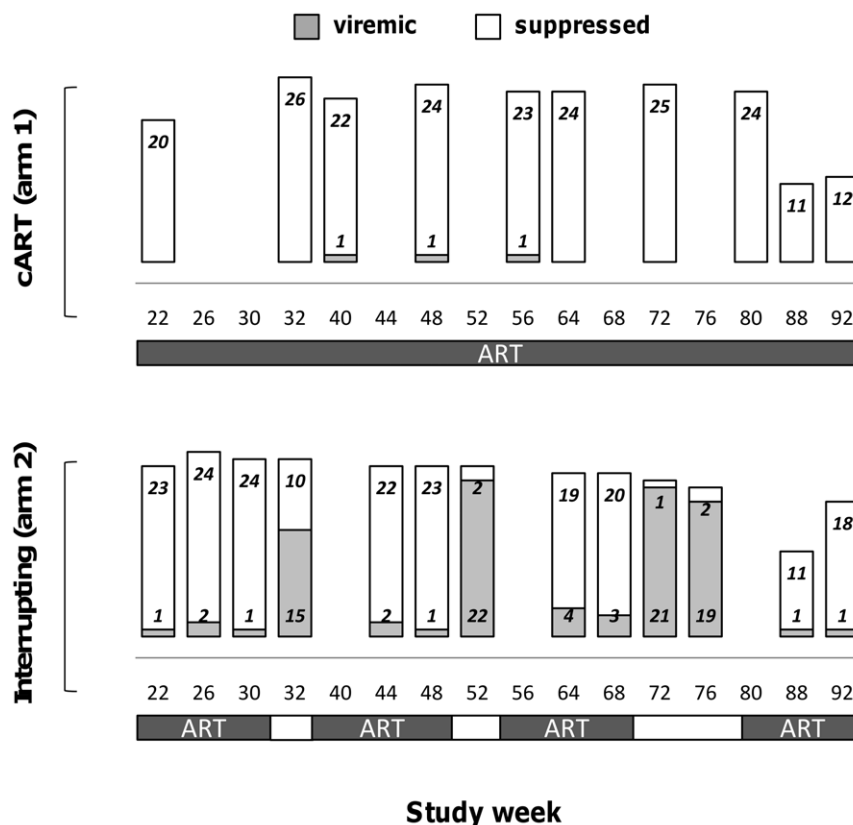 viremic suppressed
cART (arm 1)
20 26 22 24 23 24 25 24 11 12
1 1 1
22 26 30 32 40 44 48 52 56 64 68 72 76 80 88 92
ART
Interrupting (arm 2)
23 24 24 10 22 23 2 19 20 1 2 11 18
1 2 1 15 2 1 22 4 3 21 19 1 1
22 26 30 32 40 44 48 52 56 64 68 72 76 80 88 92
ART ART ART ART
Study week